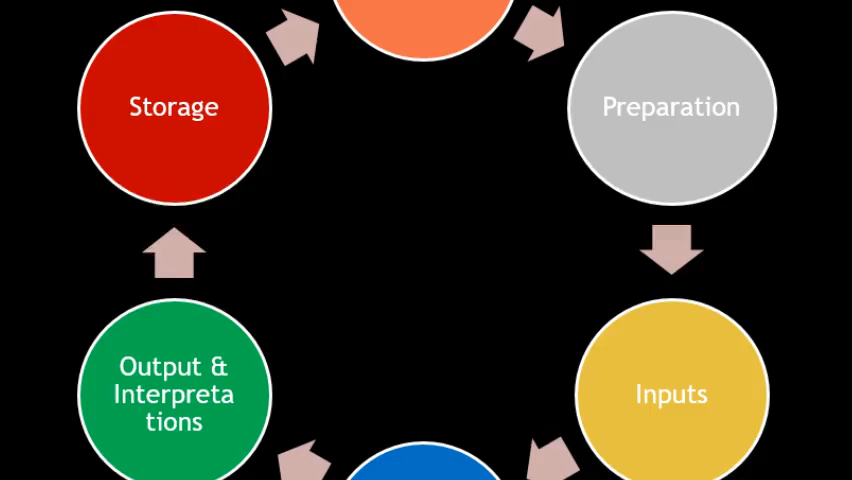 Storage
Preparation
Output &
Interpreta
tions
Inputs